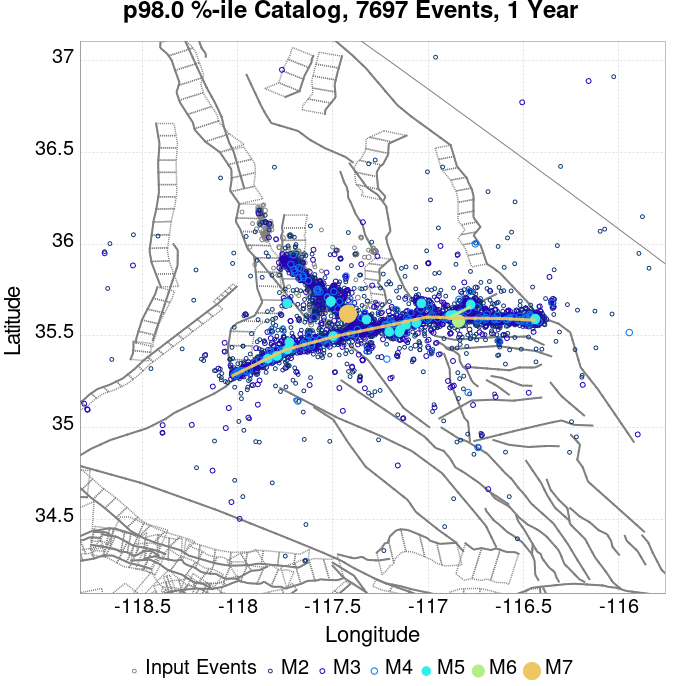 p98.0 %-ile Catalog, 7697 Events, 1 Year
37
36.5
36
35.5
35
34.5
Latitude
-118.5 -118 -117.5 -117 -116.5 -116
Longitude
Input Events M2 M3 M4 M5 M6 M7